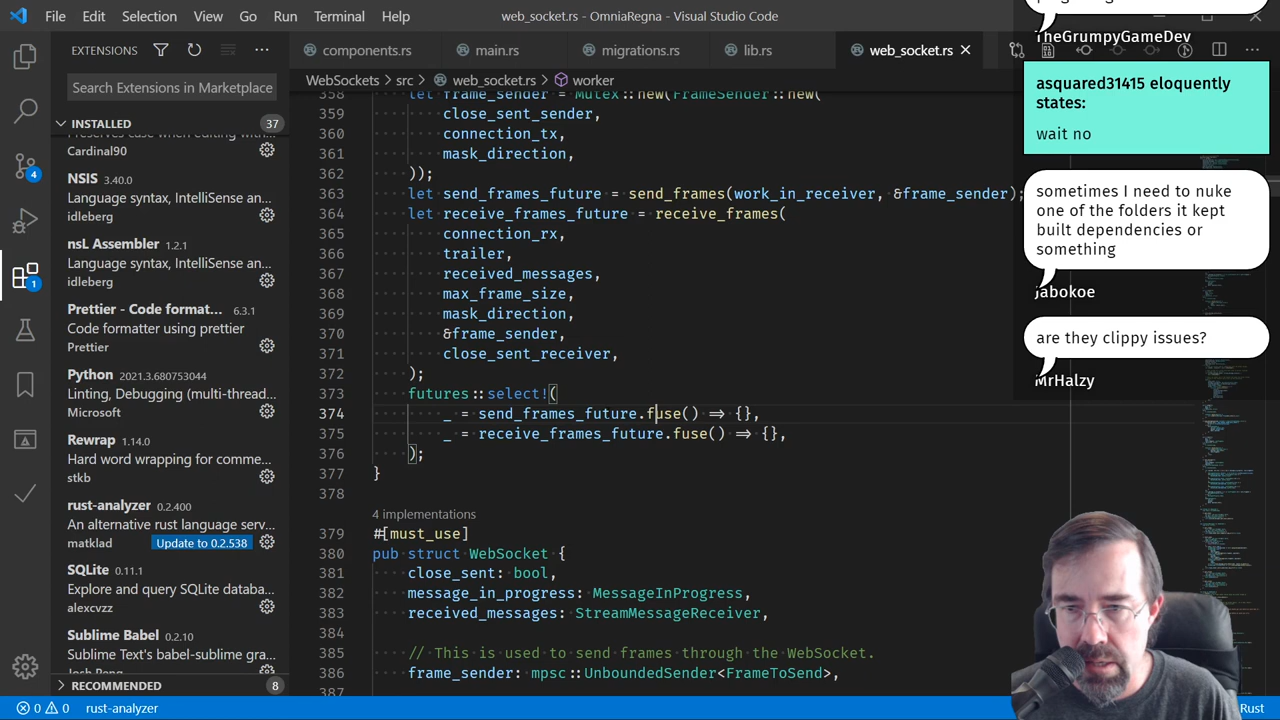 File Edit Selection View Go Run Terminal Help
web_socket.rs - OmniaRegna - Visual Studio Code
EXTENSIONS
components.rs
main.rs
migrations.rs
lib.rs
web_socket.rs
WebSockets > src > web_socket.rs > worker
Search Extensions in Marketplace
INSTALLED 37
Cardinal90
NSIS 3.40.0
Language syntax, IntelliSense an...
idleberg
nsL Assembler 1.2.1
Language syntax, IntelliSense an...
idleberg
Prettier - Code format... 6.3.1
Code formatter using prettier
Prettier
Python 2021.3.680753044
Linting, Debugging (multi-thread...
Microsoft
Rewrap 1.14.0
Hard word wrapping for comme...
stkb
rust-analyzer 0.2.400
An alternative rust language serv...
matklad Update to 0.2.538
SQLite 0.11.1
Explore and query SQLite databa...
alexcvzz
Sublime Babel 0.2.10
Sublime Text's babel-sublime gra...
RECOMMENDED 8
4
1
358 let frame_sender = Mutex::new(FrameSender::new(
359 close_sent_sender,
360 connection_tx,
361 mask_direction,
362 ));
363 let send_frames_future = send_frames(work_in_receiver, &frame_sender);
364 let receive_frames_future = receive_frames(
365 connection_rx,
366 trailer,
367 received_messages,
368 max_frame_size,
369 mask_direction,
370 &frame_sender,
371 close_sent_receiver,
372 );
373 futures::select!(
374 _ = send_frames_future.fuse() => {},
375 _ = receive_frames_future.fuse() => {},
376 );
377 }
378
4 implementations
379 #[must_use]
380 pub struct WebSocket {
381 close_sent: bool,
382 message_in_progress: MessageInProgress,
383 received_messages: StreamMessageReceiver,
384
385 // This is used to send frames through the WebSocket.
386 frame_sender: mpsc::UnboundedSender<FrameToSend>,
387
TheGrumpyGameDev
asquared31415 eloquently
states:
wait no
sometimes I need to nuke
one of the folders it kept
built dependencies or
something
jabokoe
are they clippy issues?
MrHalzy
0 0 rust-analyzer
Rust